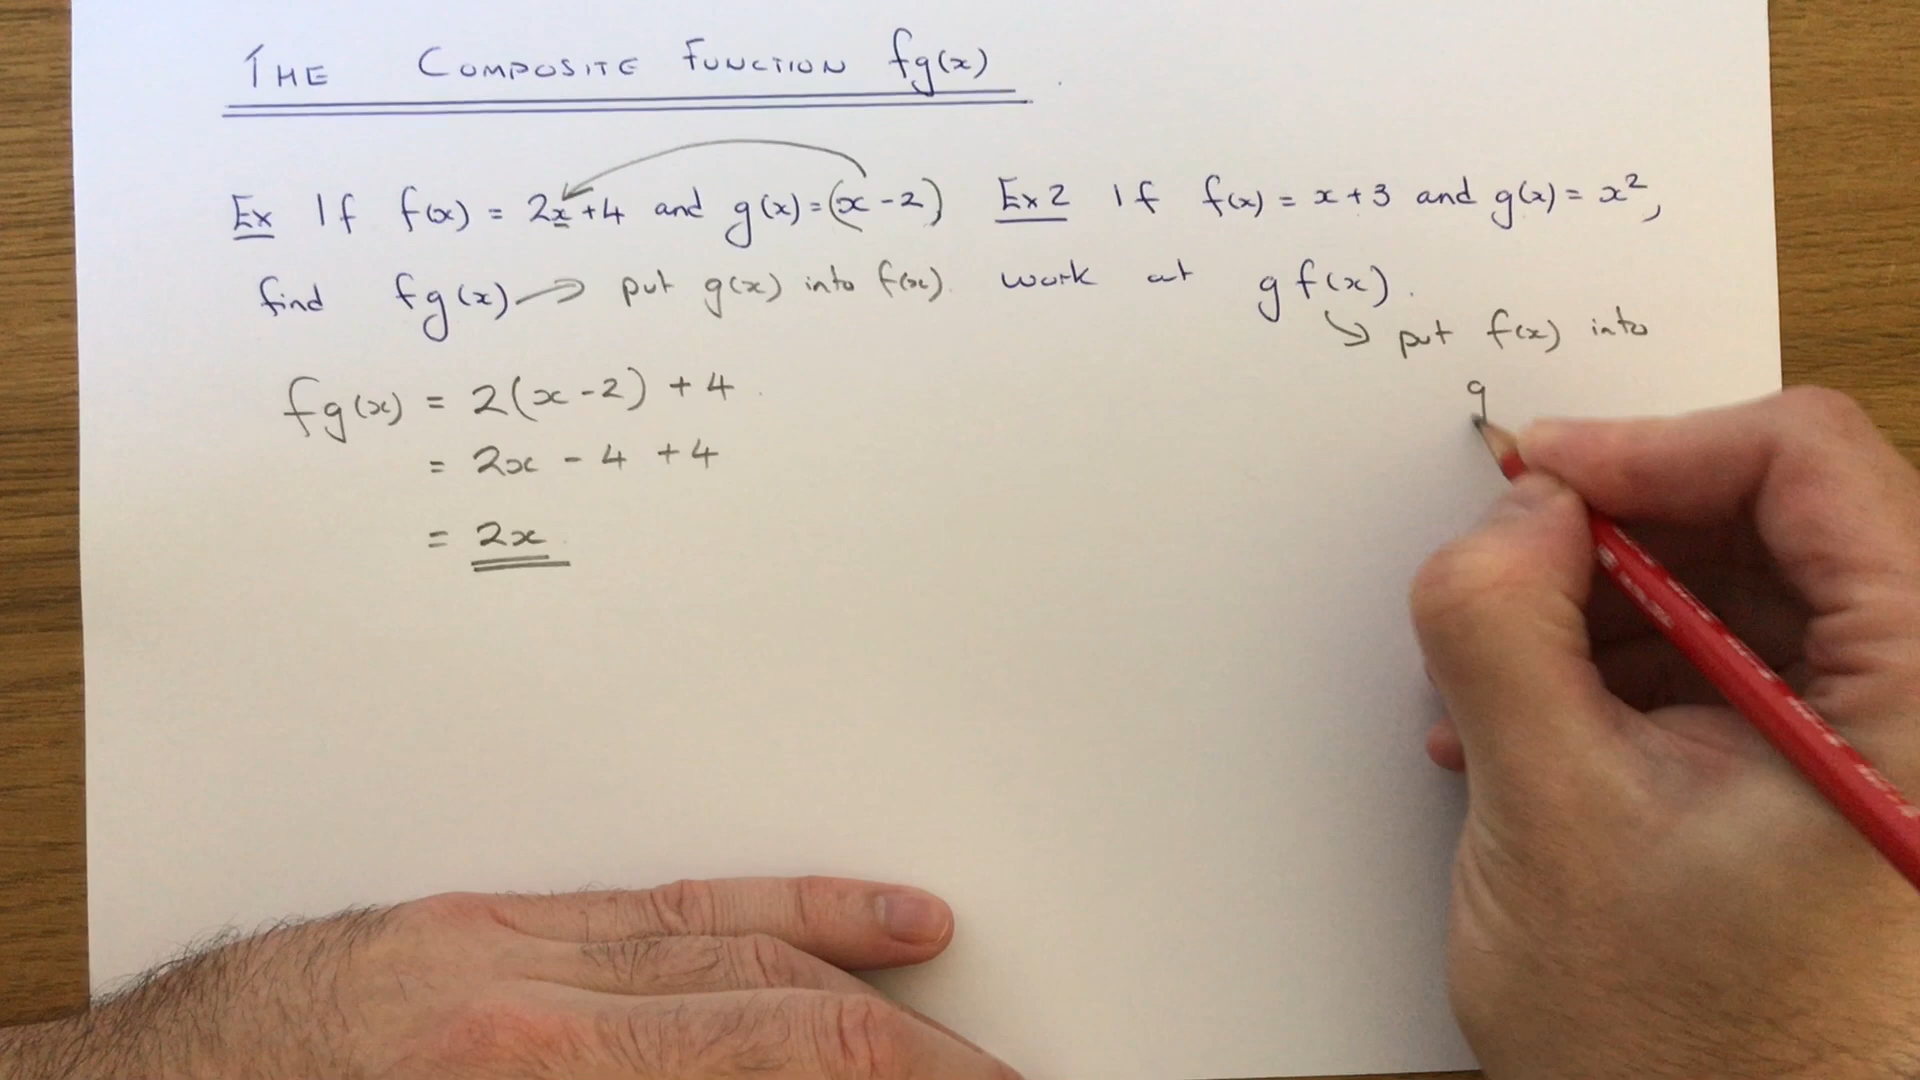 THE COMPOSITE FUNCTION fg(x)
Ex If f(x) = 2x+4 and g(x)=(x-2)
find fg(x) → put g(x) into f(x).
fg(x) = 2(x-2) + 4
= 2x - 4 + 4
= 2x
Ex 2 If f(x) = x+3 and g(x) = x²,
work out gf(x).
↘ put f(x) into
g